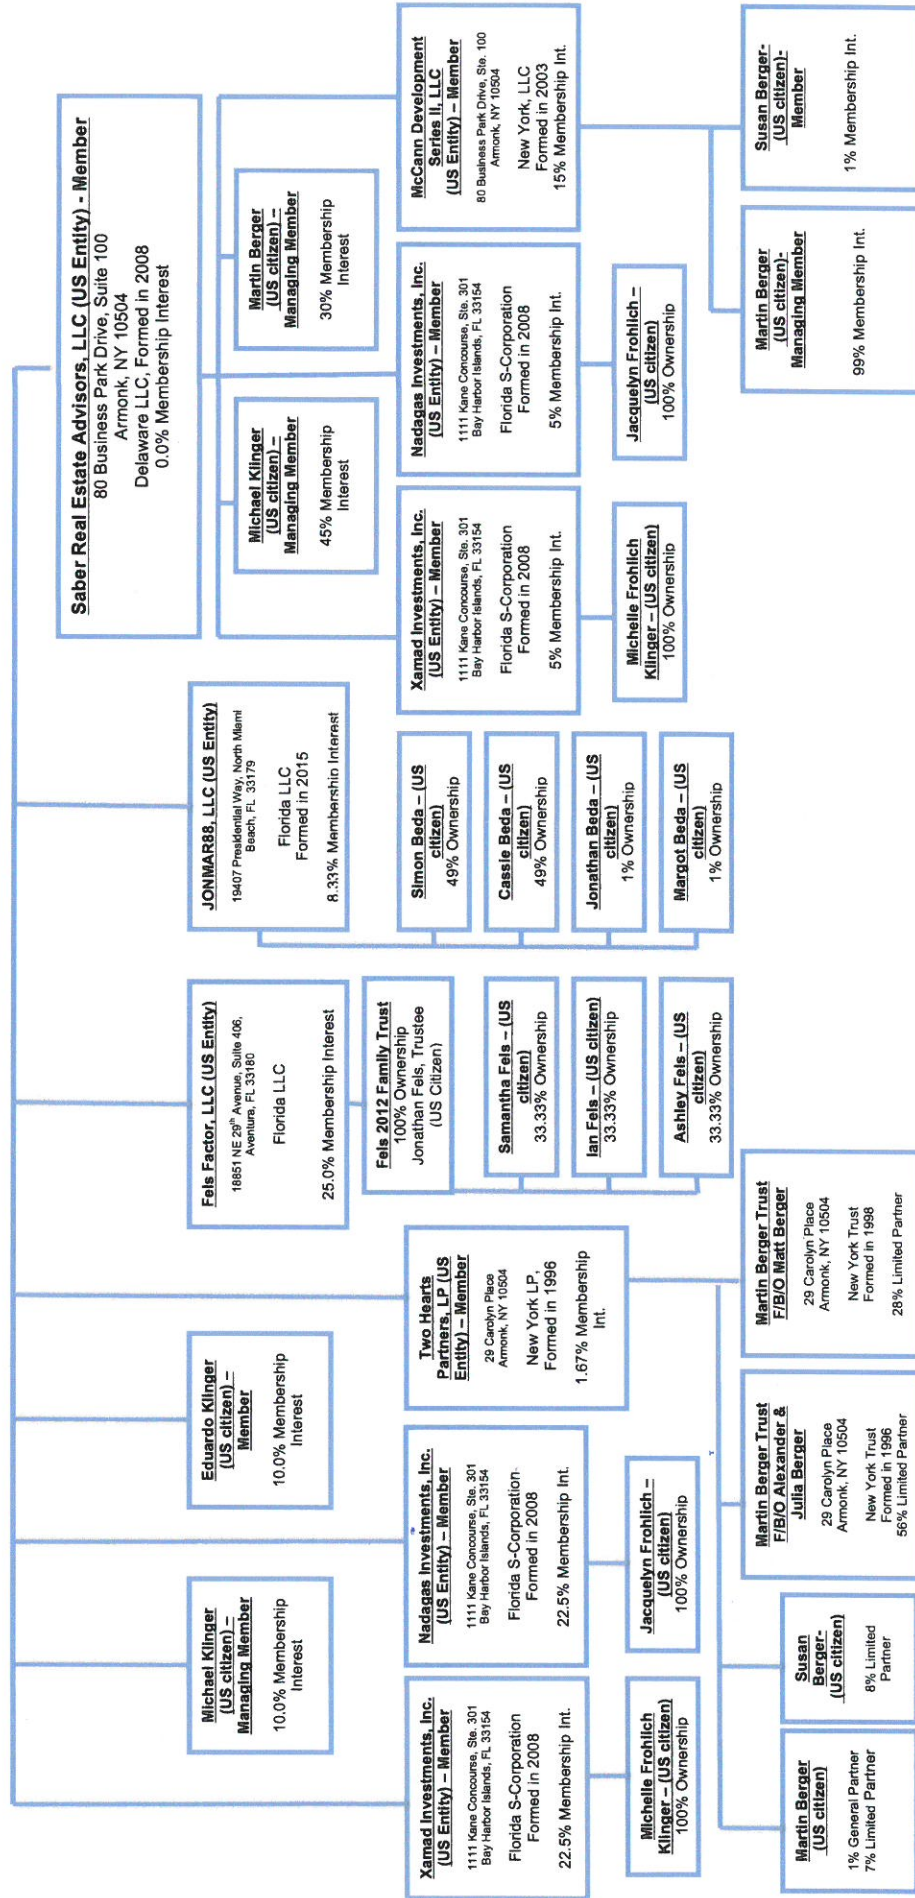 Saber Real Estate Advisors, LLC (US Entity) - Member
80 Business Park Drive, Suite 100
Armonk, NY 10504
Delaware LLC, Formed in 2008
0.0% Membership Interest
Michael Klinger
(US citizen) –
Managing Member
10.0% Membership
Interest
Eduardo Klinger
(US citizen) –
Member
10.0% Membership
Interest
Fels Factor, LLC (US Entity)
18851 NE 29th Avenue, Suite 406,
Aventura, FL 33180
Florida LLC
25.0% Membership Interest
JONMAR88, LLC (US Entity)
19407 Presidential Way, North Miami
Beach, FL 33179
Florida LLC
Formed in 2015
8.33% Membership Interest
Michael Klinger
(US citizen) –
Managing Member
45% Membership
Interest
Martin Berger
(US citizen) –
Managing Member
30% Membership
Interest
Xamad Investments, Inc.
(US Entity) – Member
1111 Kane Concourse, Ste. 301
Bay Harbor Islands, FL 33154
Florida S-Corporation
Formed in 2008
22.5% Membership Int.
Nadagas Investments, Inc.
(US Entity) – Member
1111 Kane Concourse, Ste. 301
Bay Harbor Islands, FL 33154
Florida S-Corporation
Formed in 2008
22.5% Membership Int.
Two Hearts
Partners, LP (US
Entity) – Member
29 Carolyn Place
Armonk, NY 10504
New York LP,
Formed in 1996
1.67% Membership
Int.
Fels 2012 Family Trust
100% Ownership
Jonathan Fels, Trustee
(US Citizen)
Samantha Fels – (US
citizen)
33.33% Ownership
Ian Fels – (US citizen)
33.33% Ownership
Ashley Fels – (US
citizen)
33.33% Ownership
Simon Beda – (US
citizen)
49% Ownership
Cassie Beda – (US
citizen)
49% Ownership
Jonathan Beda – (US
citizen)
1% Ownership
Margot Beda – (US
citizen)
1% Ownership
Xamad Investments, Inc.
(US Entity) – Member
1111 Kane Concourse, Ste. 301
Bay Harbor Islands, FL 33154
Florida S-Corporation
Formed in 2008
5% Membership Int.
Nadagas Investments, Inc.
(US Entity) – Member
1111 Kane Concourse, Ste. 301
Bay Harbor Islands, FL 33154
Florida S-Corporation
Formed in 2008
5% Membership Int.
McCann Development
Series II, LLC
(US Entity) – Member
80 Business Park Drive, Ste. 100
Armonk, NY 10504
New York, LLC
Formed in 2003
15% Membership Int.
Michelle Frohlich
Klinger – (US citizen)
100% Ownership
Jacquelyn Frohlich –
(US citizen)
100% Ownership
Michelle Frohlich
Klinger – (US citizen)
100% Ownership
Jacquelyn Frohlich –
(US citizen)
100% Ownership
Martin Berger
(US citizen)
1% General Partner
7% Limited Partner
Susan
Berger-
(US citizen)
8% Limited
Partner
Martin Berger Trust
F/B/O Alexander &
Julia Berger
29 Carolyn Place
Armonk, NY 10504
New York Trust
Formed in 1996
56% Limited Partner
Martin Berger Trust
F/B/O Matt Berger
29 Carolyn Place
Armonk, NY 10504
New York Trust
Formed in 1998
28% Limited Partner
Martin Berger
(US citizen)-
Managing Member
99% Membership Int.
Susan Berger-
(US citizen)-
Member
1% Membership Int.